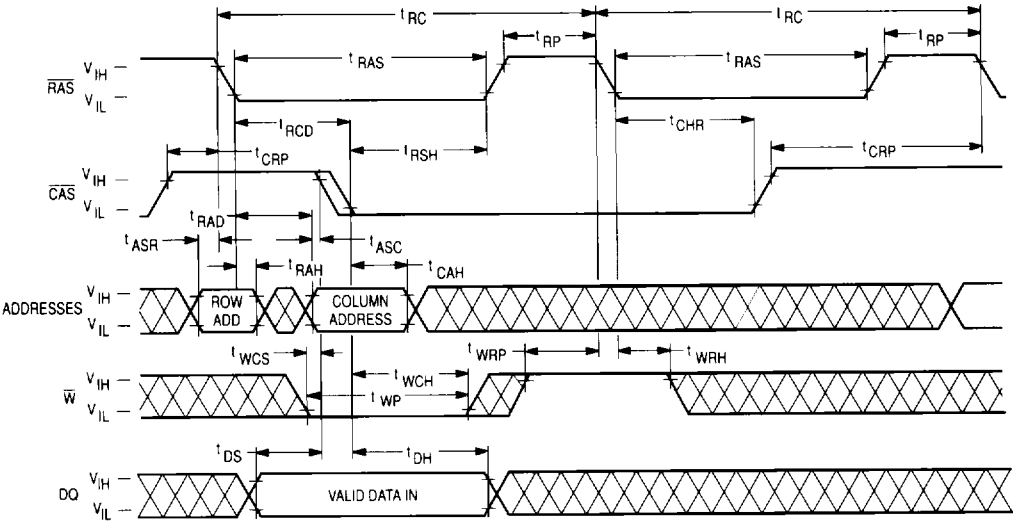 tRC tRC
tRP tRP
tRAS tRAS
VIH
RAS
VIL
tRCD tCHR
tCRP tRSH tCRP
VIH
CAS
VIL
tRAD
tASR tASC
tRAH tCAH
ADDRESSES
VIH
VIL
ROW
ADD
COLUMN
ADDRESS
tWCS tWRP tWRH
tWCH
tWP
VIH
W
VIL
tDS tDH
VIH
DQ
VIL
VALID DATA IN